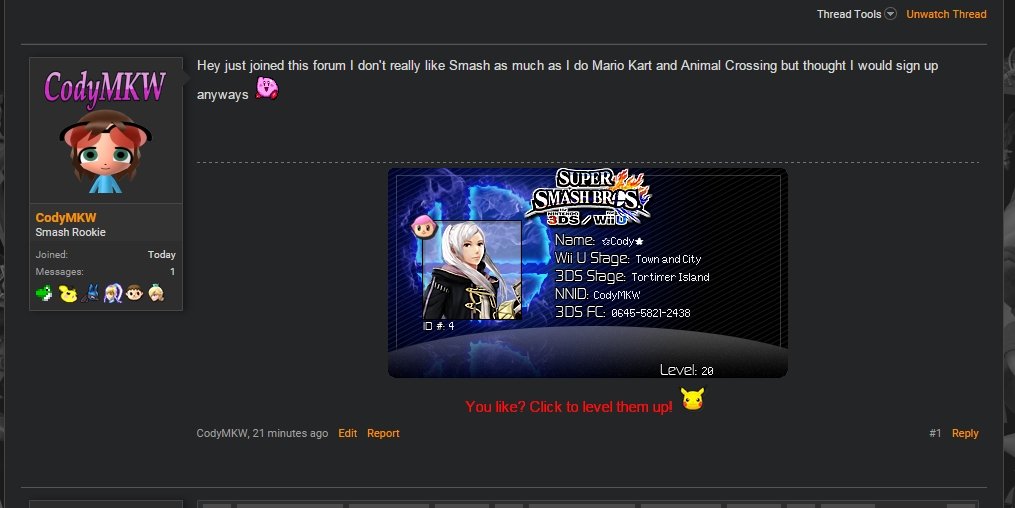 Thread Tools Unwatch Thread
CodyMKW
Hey just joined this forum I don't really like Smash as much as I do Mario Kart and Animal Crossing but thought I would sign up
anyways
CodyMKW
Smash Rookie
Joined: Today
Messages: 1
SUPER
SMASH BROS.
3DS / Wii U
Name: ☆Cody★
Wii U Stage: Town and City
3DS Stage: Tortirrer Island
NNID: CodyMKW
3DS FC: 0645-5821-2438
ID #: 4
Level: 20
You like? Click to level them up!
CodyMKW, 21 minutes ago Edit Report #1 Reply